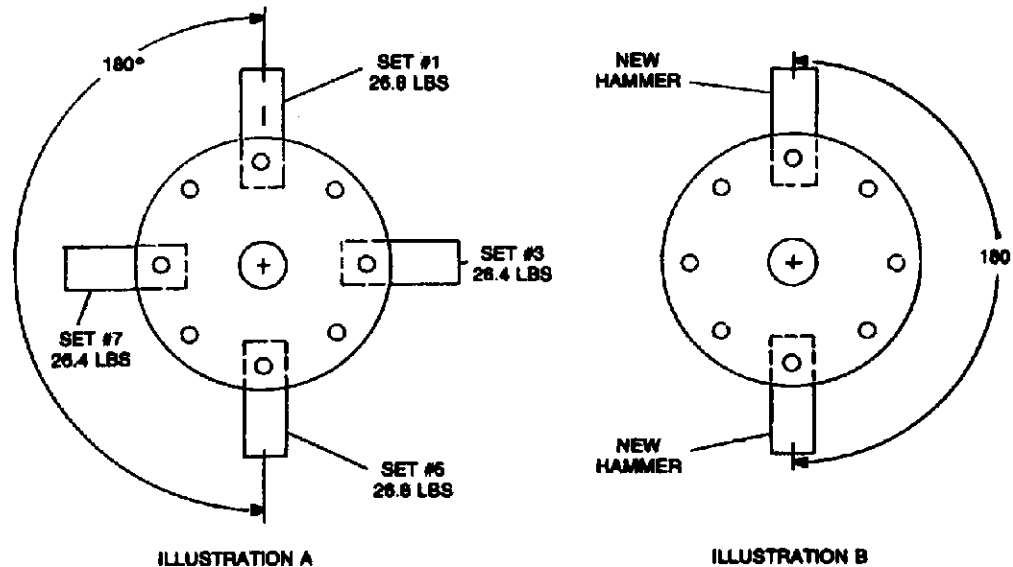 180°
SET #1
26.8 LBS
SET #3
26.4 LBS
SET #7
26.4 LBS
SET #5
26.8 LBS
ILLUSTRATION A
NEW
HAMMER
180
NEW
HAMMER
ILLUSTRATION B